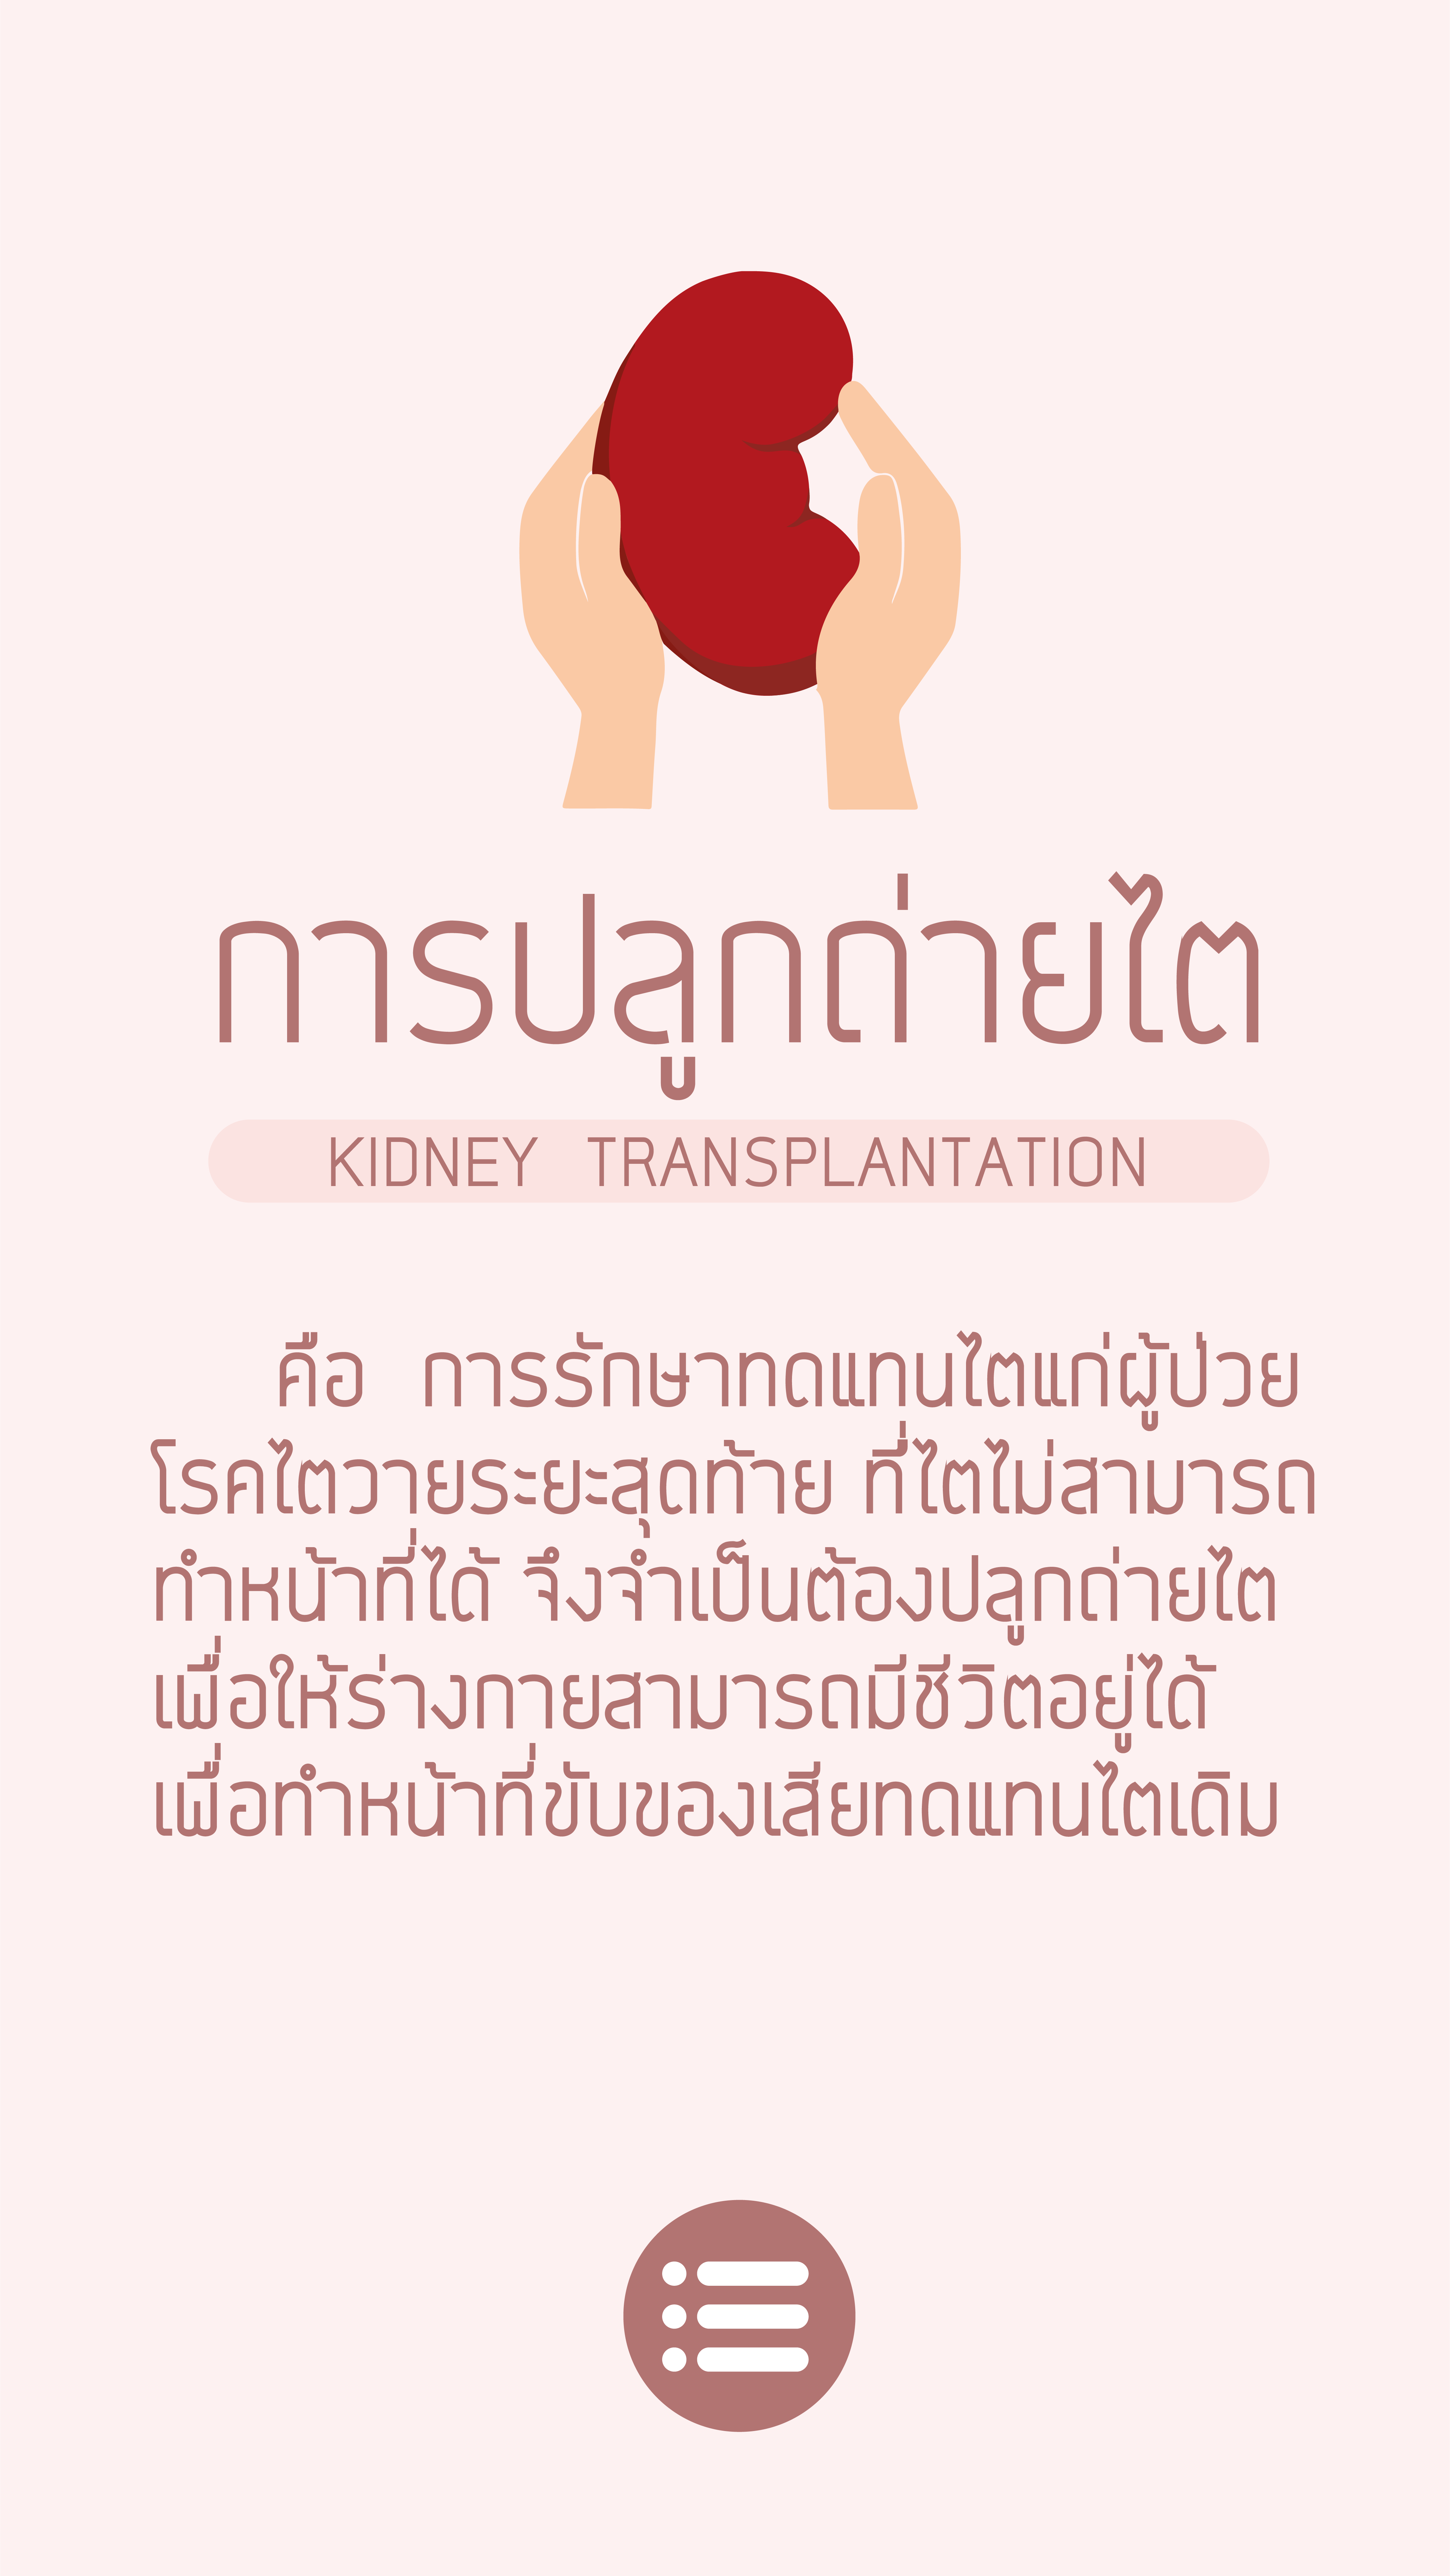 การปลูกถ่ายไต
KIDNEY TRANSPLANTATION
คือ การรักษาทดแทนไตแก่ผู้ป่วย
โรคไตวายระยะสุดท้าย ที่ไตไม่สามารถ
ทำหน้าที่ได้ จึงจำเป็นต้องปลูกถ่ายไต
เพื่อให้ร่างกายสามารถมีชีวิตอยู่ได้
เพื่อทำหน้าที่ขับของเสียทดแทนไตเดิม